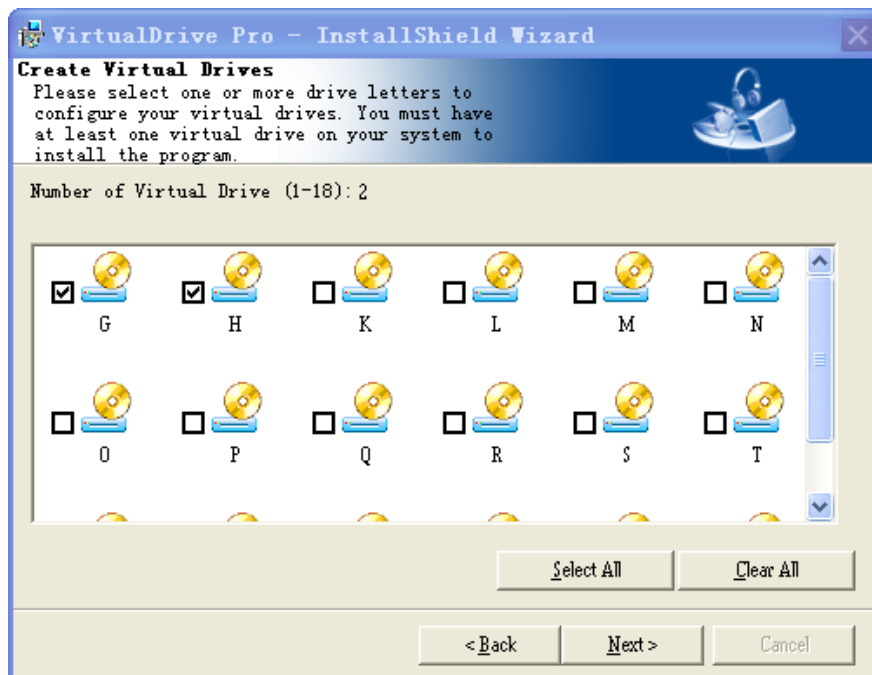 VirtualDrive Pro - InstallShield Wizard
Create Virtual Drives
Please select one or more drive letters to
configure your virtual drives. You must have
at least one virtual drive on your system to
install the program.
Number of Virtual Drive (1-18): 2
G H K L M N
O P Q R S T
Select All Clear All
< Back Next > Cancel